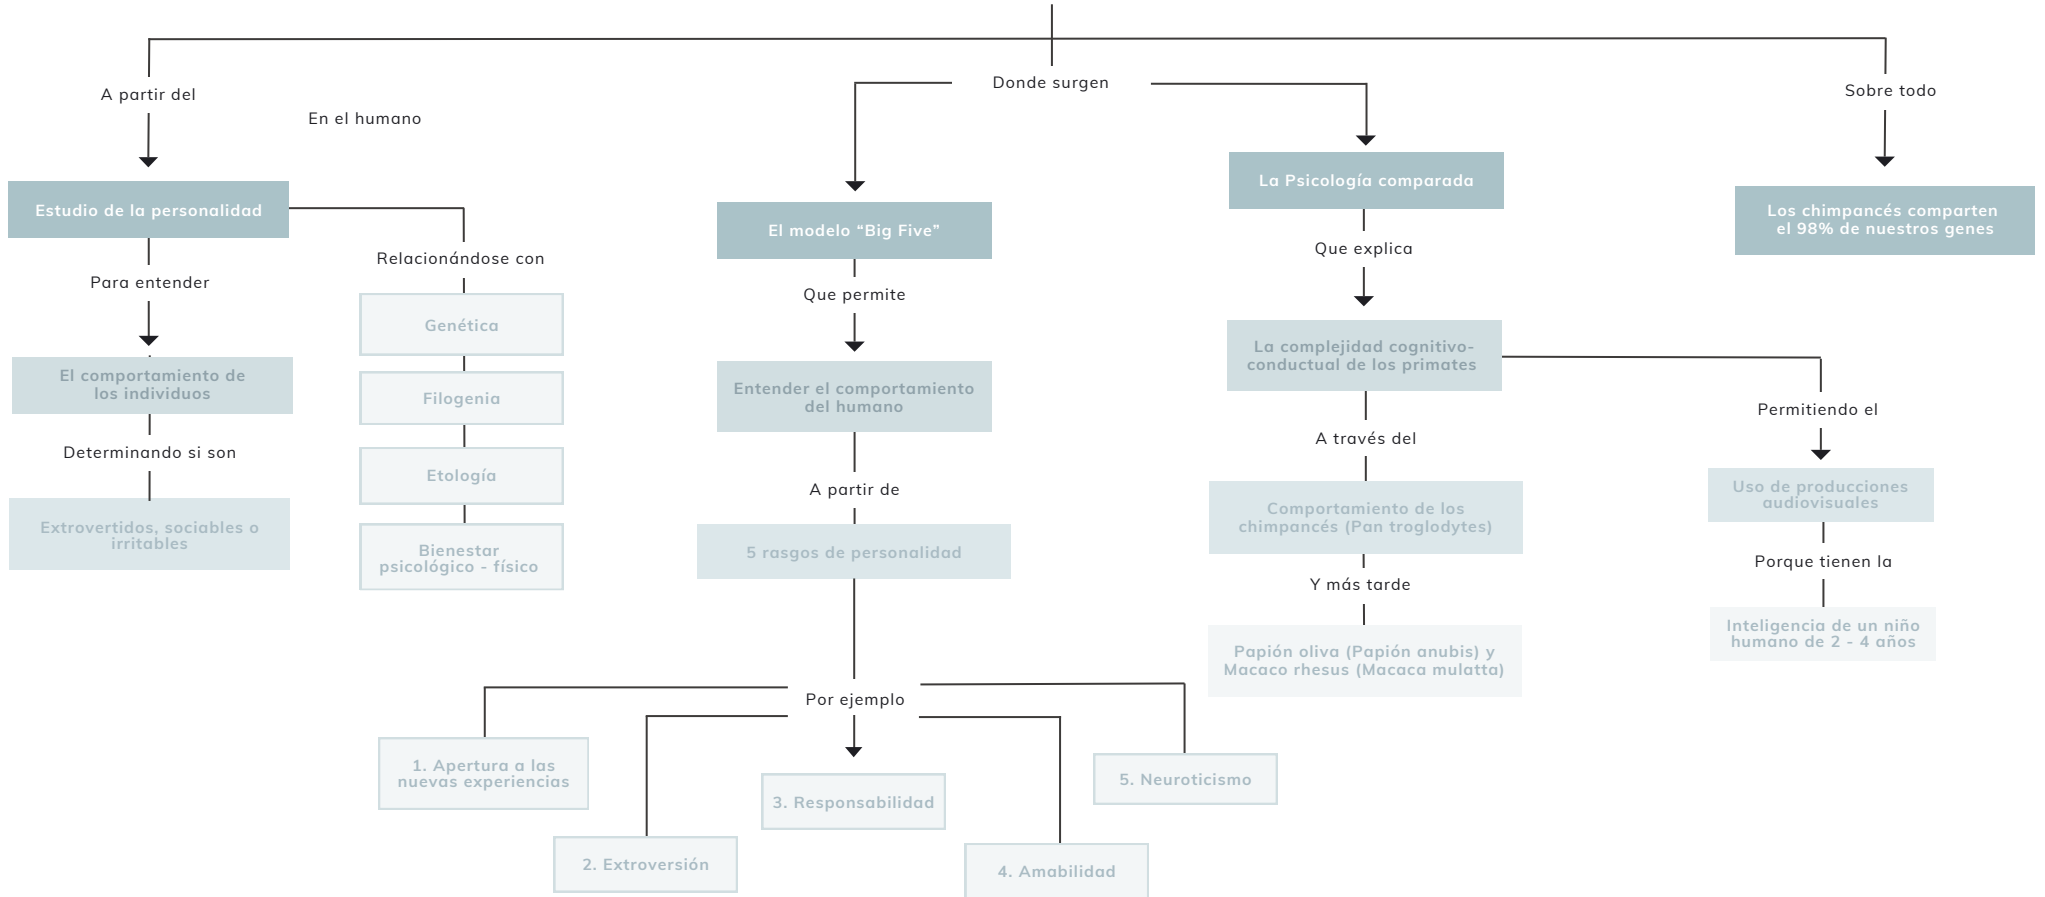 A partir del
En el humano
Estudio de la personalidad
Para entender
El comportamiento de
los individuos
Determinando si son
Extrovertidos, sociables o
irritables
Relacionándose con
Genética
Filogenia
Etología
Bienestar
psicológico - físico
Donde surgen
El modelo “Big Five”
Que permite
Entender el comportamiento
del humano
A partir de
5 rasgos de personalidad
Por ejemplo
1. Apertura a las
nuevas experiencias
2. Extroversión
3. Responsabilidad
4. Amabilidad
5. Neuroticismo
La Psicología comparada
Que explica
La complejidad cognitivo-
conductual de los primates
A través del
Comportamiento de los
chimpancés (Pan troglodytes)
Y más tarde
Papión oliva (Papión anubis) y
Macaco rhesus (Macaca mulatta)
Permitiendo el
Uso de producciones
audiovisuales
Porque tienen la
Inteligencia de un niño
humano de 2 - 4 años
Sobre todo
Los chimpancés comparten
el 98% de nuestros genes